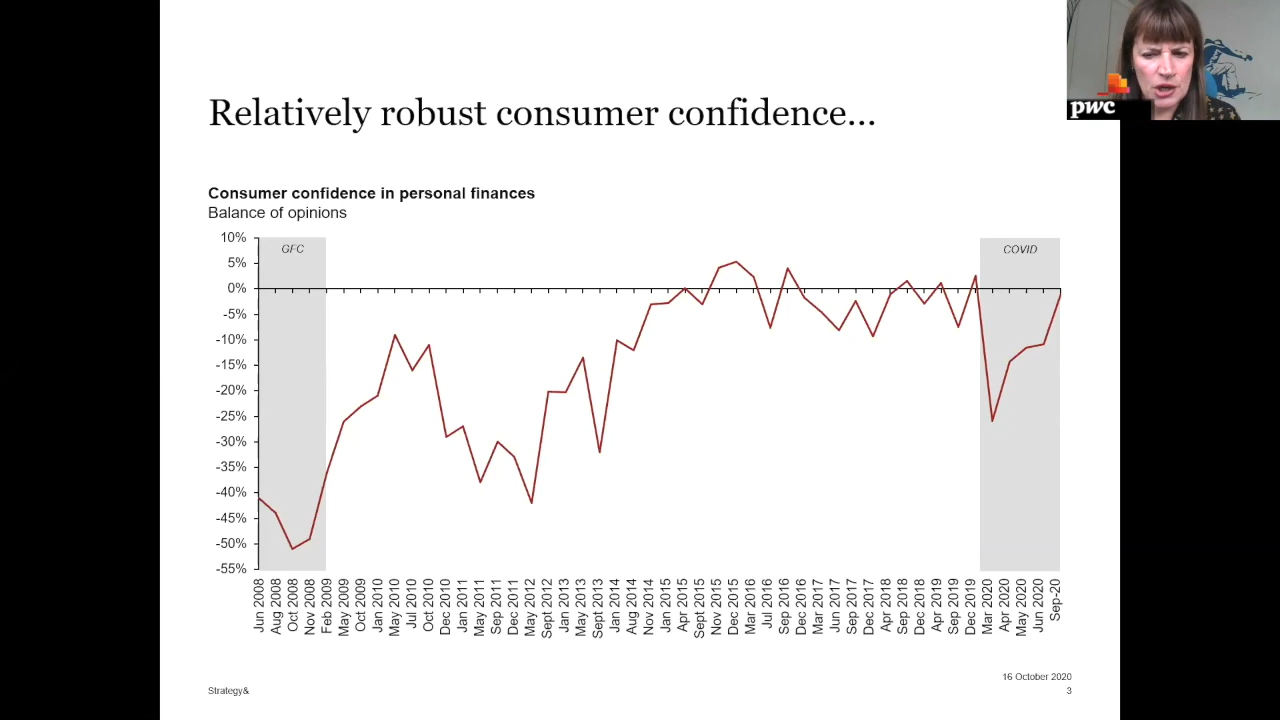 Relatively robust consumer confidence...
pwc
Consumer confidence in personal finances
Balance of opinions
10%
5%
0%
-5%
-10%
-15%
-20%
-25%
-30%
-35%
-40%
-45%
-50%
-55%
GFC
COVID
Jun 2008
Aug 2008
Oct 2008
Nov 2008
Feb 2009
May 2009
Oct 2009
Jan 2010
May 2010
Jul 2010
Oct 2010
Dec 2010
Jan 2011
May 2011
Sep 2011
Dec 2011
May 2012
Sept 2012
Jan 2013
May 2013
Sept 2013
Jan 2014
Aug 2014
Nov 2014
Jan 2015
Apr 2015
Sept 2015
Nov 2015
Dec 2015
Mar 2016
Jul 2016
Sep 2016
Dec 2016
Mar 2017
Jun 2017
Sep 2017
Dec 2017
Apr 2018
Sep 2018
Dec 2018
Apr 2019
Sep 2019
Dec 2019
Mar 2020
Apr 2020
May 2020
Jun 2020
Sep-20
16 October 2020
Strategy&
3